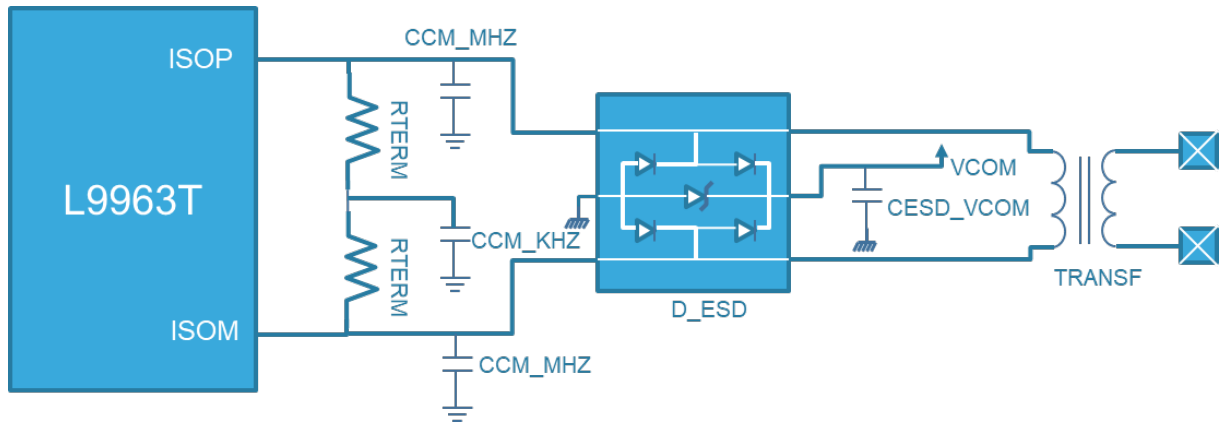 CCM_MHZ
ISOP
RTERM
VCOM
L9963T
CESD_VCOM
CCM_KHZ
RTERM
TRANSF
D_ESD
ISOM
CCM_MHZ